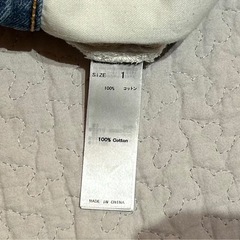 SIZE 1
100% コットン
100% Cotton
MADE IN CHINA